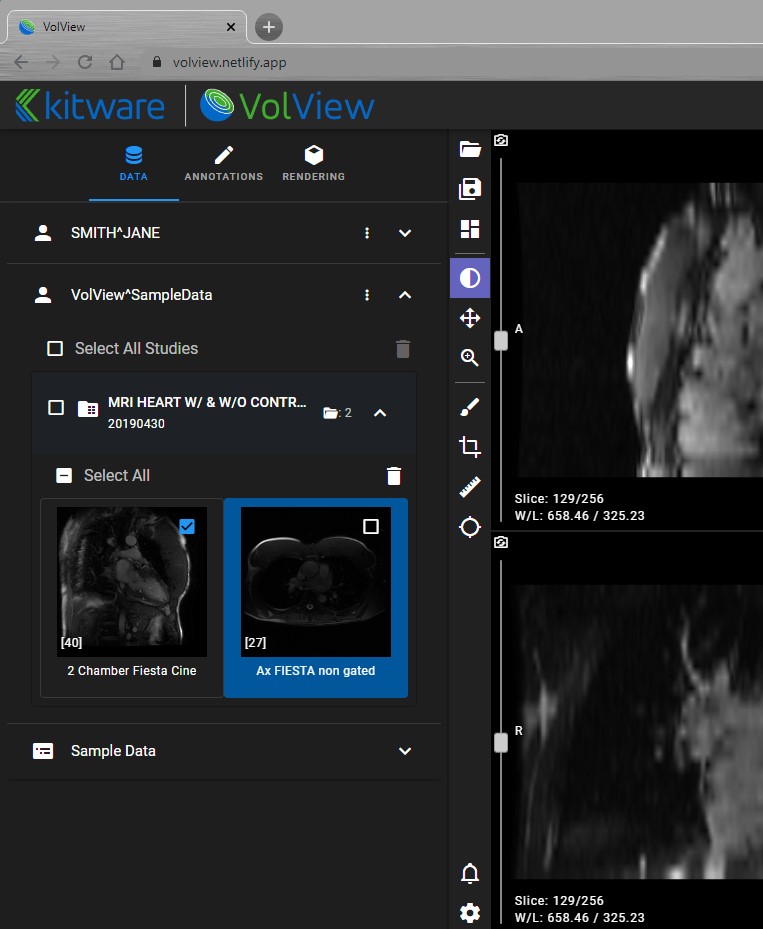 VolView
volview.netlify.app
kitware
VolView
DATA
ANNOTATIONS
RENDERING
SMITH^JANE
VolView^SampleData
Select All Studies
MRI HEART W/ & W/O CONTR...
20190430
: 2
Select All
[40]
2 Chamber Fiesta Cine
[27]
Ax FIESTA non gated
Sample Data
A
Slice: 129/256
W/L: 658.46 / 325.23
R
Slice: 129/256
W/L: 658.46 / 325.23